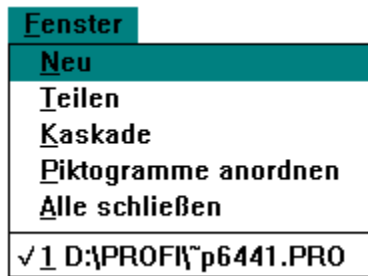 Fenster
Neu
Teilen
Kaskade
Piktogramme anordnen
Alle schließen
✓ 1 D:\PROFI\~p6441.PRO